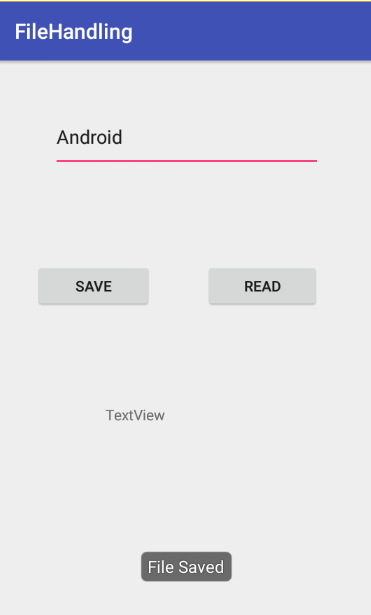 FileHandling
Android
SAVE
READ
TextView
File Saved